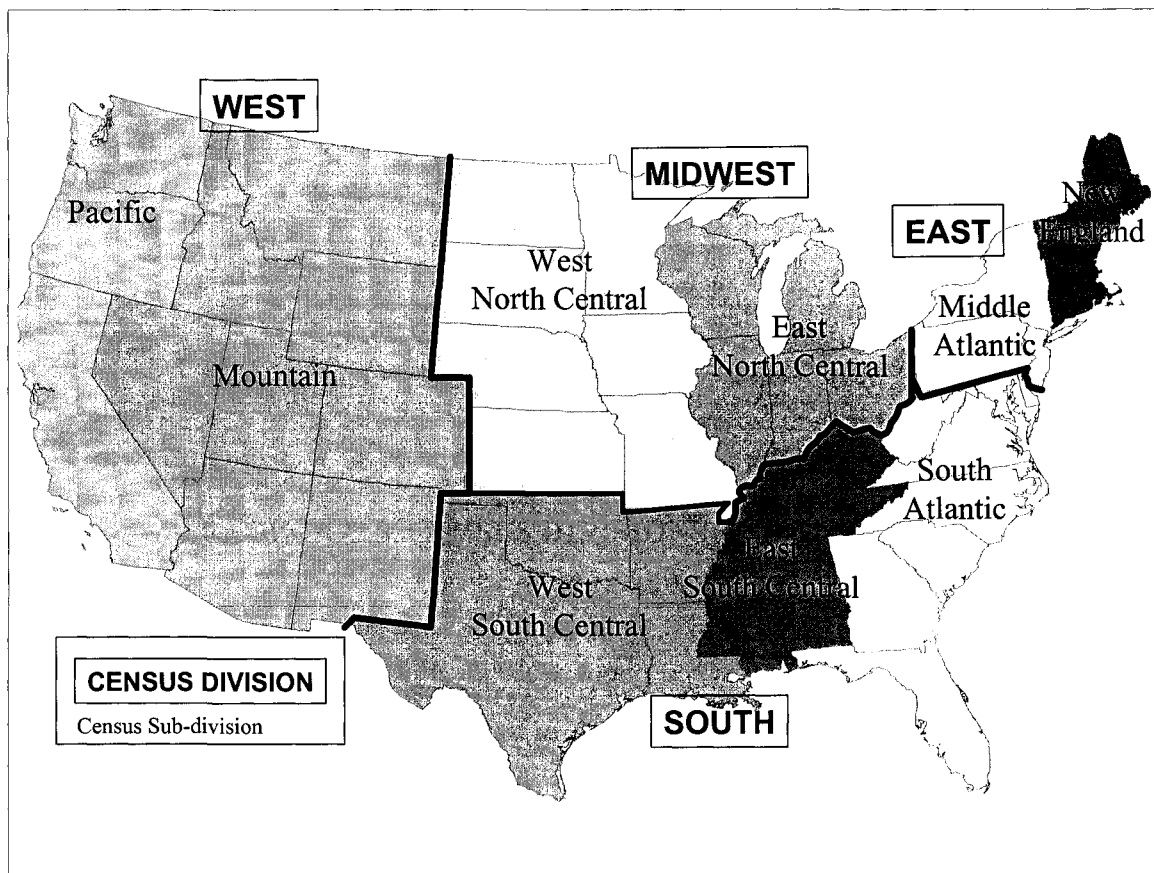 WEST
MIDWEST
EAST
New
England
Pacific
West
North Central
Middle
Atlantic
East
North Central
Mountain
South
Atlantic
East
South Central
West
South Central
SOUTH
CENSUS DIVISION
Census Sub-division